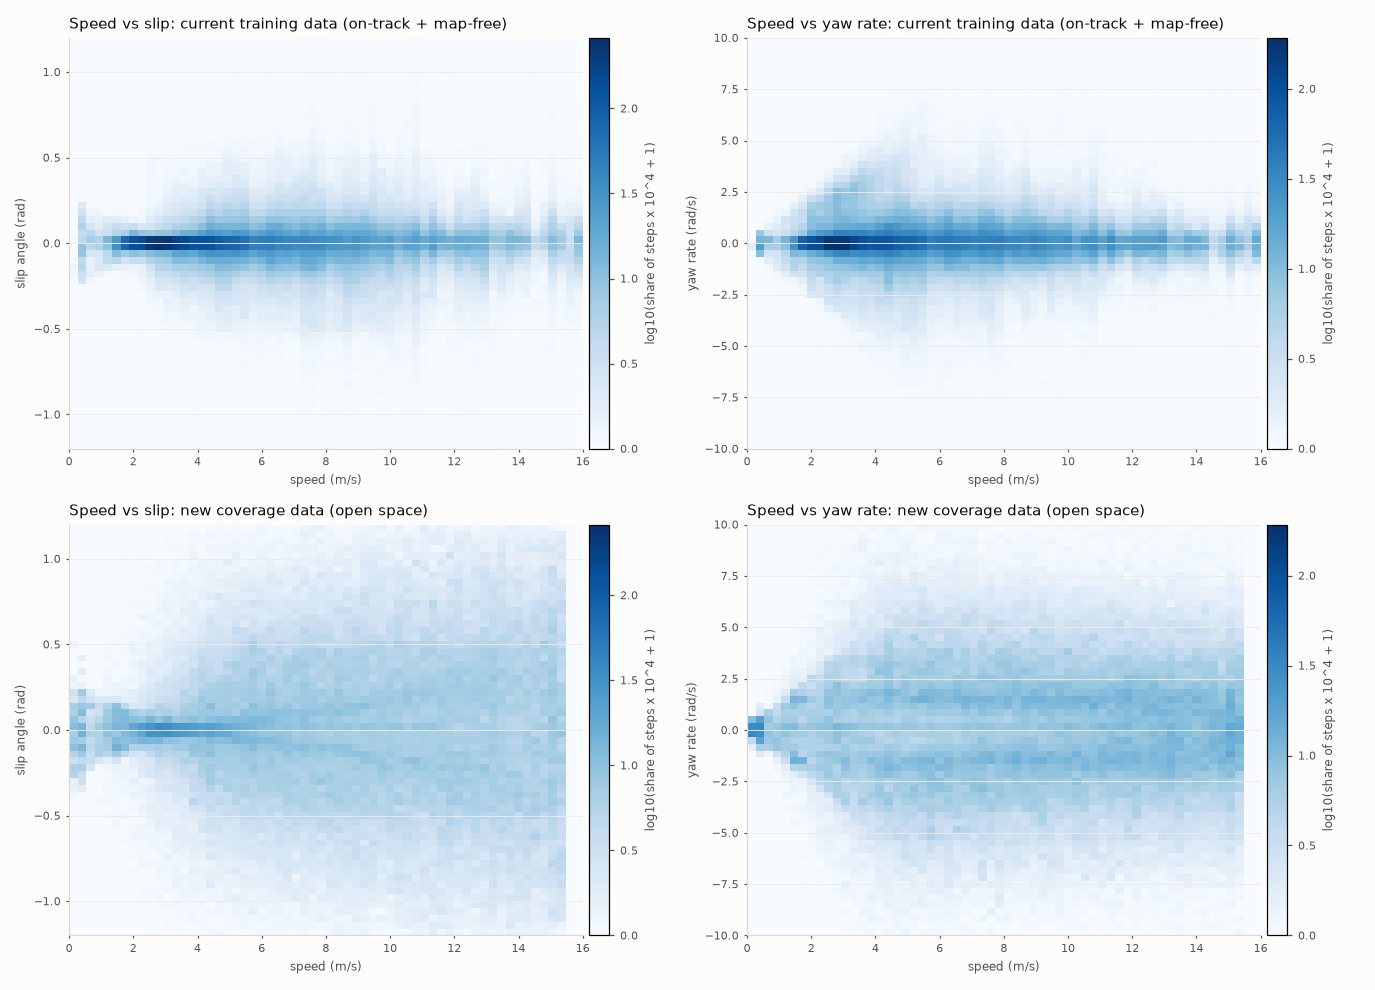 Speed vs slip: current training data (on-track + map-free)
1.0
0.5
0.0
−0.5
−1.0
slip angle (rad)
0 2 4 6 8 10 12 14 16
speed (m/s)
2.0
1.5
1.0
0.5
0.0
log10(share of steps x 10^4 + 1)
Speed vs yaw rate: current training data (on-track + map-free)
10.0
7.5
5.0
2.5
0.0
−2.5
−5.0
−7.5
−10.0
yaw rate (rad/s)
0 2 4 6 8 10 12 14 16
speed (m/s)
2.0
1.5
1.0
0.5
0.0
log10(share of steps x 10^4 + 1)
Speed vs slip: new coverage data (open space)
1.0
0.5
0.0
−0.5
−1.0
slip angle (rad)
0 2 4 6 8 10 12 14 16
speed (m/s)
2.0
1.5
1.0
0.5
0.0
log10(share of steps x 10^4 + 1)
Speed vs yaw rate: new coverage data (open space)
10.0
7.5
5.0
2.5
0.0
−2.5
−5.0
−7.5
−10.0
yaw rate (rad/s)
0 2 4 6 8 10 12 14 16
speed (m/s)
2.0
1.5
1.0
0.5
0.0
log10(share of steps x 10^4 + 1)